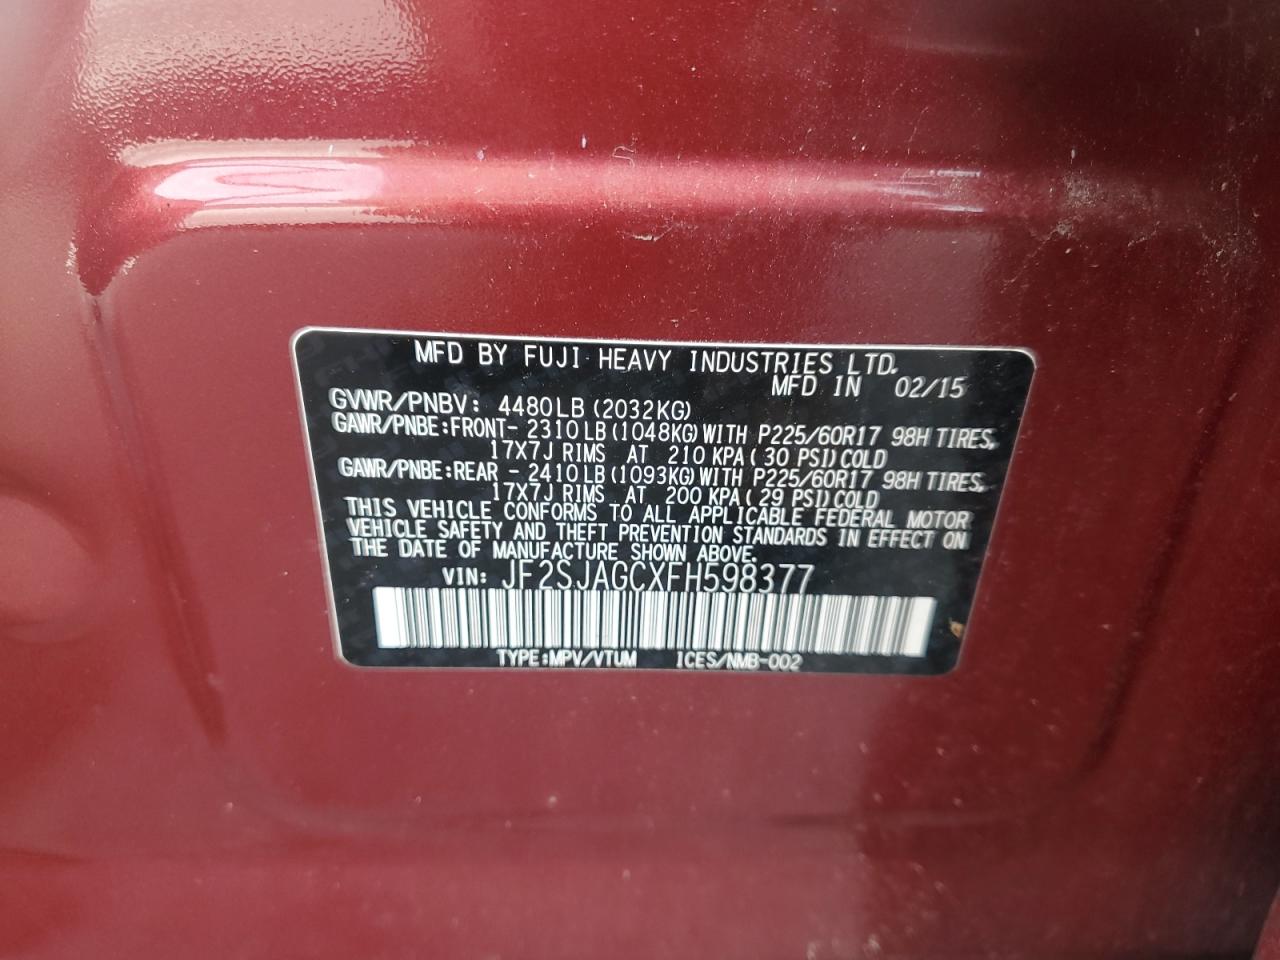 MFD BY FUJI HEAVY INDUSTRIES LTD.
MFD IN 02/15
GVWR/PNBV: 4480LB(2032KG)
GAWR/PNBE:FRONT- 2310LB(1048KG)WITH P225/60R17 98H TIRES,
17X7J RIMS AT 210 KPA(30 PSI)COLD
GAWR/PNBE:REAR - 2410LB(1093KG)WITH P225/60R17 98H TIRES,
17X7J RIMS AT 200 KPA(29 PSI)COLD
THIS VEHICLE CONFORMS TO ALL APPLICABLE FEDERAL MOTOR
VEHICLE SAFETY AND THEFT PREVENTION STANDARDS IN EFFECT ON
THE DATE OF MANUFACTURE SHOWN ABOVE.
VIN: JF2SJAGCXFH598377
TYPE:MPV/VTUM ICES/NMB-002